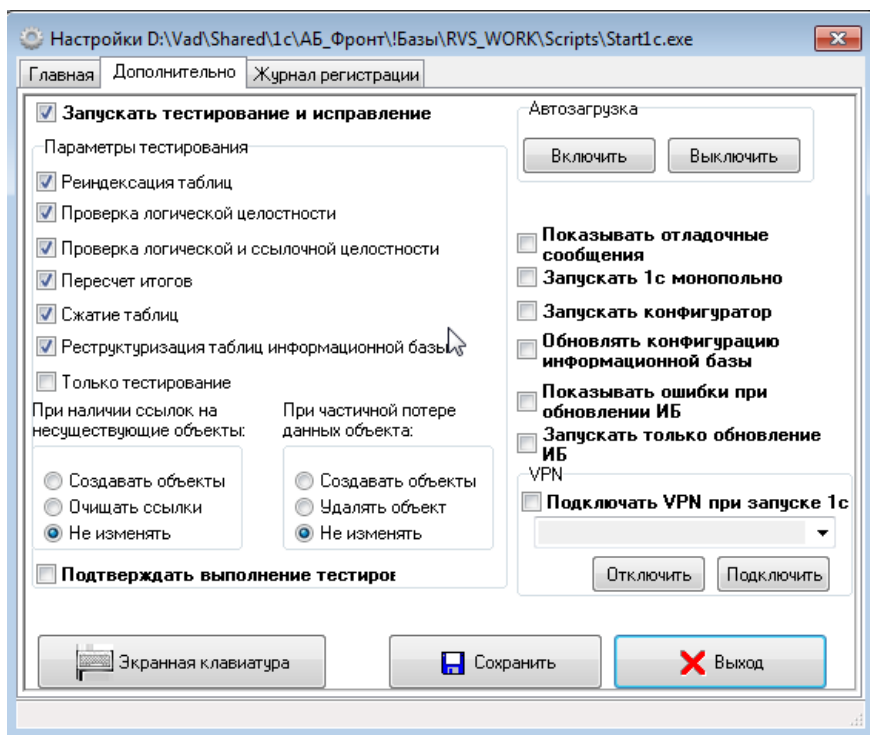 Настройки D:\Vad\Shared\1c\АБ_Фронт\!Базы\RVS_WORK\Scripts\Start1c.exe
Главная Дополнительно Журнал регистрации
Запускать тестирование и исправление
Параметры тестирования
Реиндексация таблиц
Проверка логической целостности
Проверка логической и ссылочной целостности
Пересчет итогов
Сжатие таблиц
Реструктуризация таблиц информационной базы
Только тестирование
При наличии ссылок на
несуществующие объекты:
Создавать объекты
Очищать ссылки
Не изменять
При частичной потере
данных объекта:
Создавать объекты
Удалять объект
Не изменять
Подтверждать выполнение тестиров
Автозагрузка
Включить Выключить
Показывать отладочные
сообщения
Запускать 1с монопольно
Запускать конфигуратор
Обновлять конфигурацию
информационной базы
Показывать ошибки при
обновлении ИБ
Запускать только обновление
ИБ
VPN
Подключать VPN при запуске 1с
Отключить Подключить
Экранная клавиатура Сохранить Выход